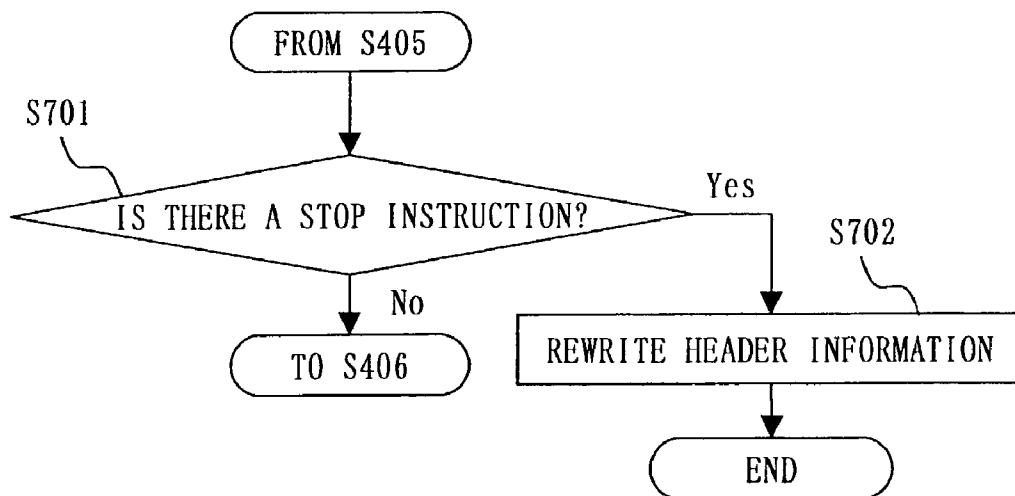 FROM S405
S701
IS THERE A STOP INSTRUCTION?
Yes
S702
No
REWRITE HEADER INFORMATION
TO S406
END